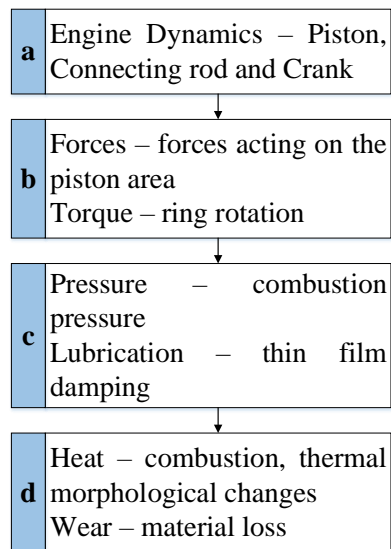 a
Engine Dynamics – Piston,
Connecting rod and Crank
b
Forces – forces acting on the
piston area
Torque – ring rotation
c
Pressure – combustion
pressure
Lubrication – thin film
damping
d
Heat – combustion, thermal
morphological changes
Wear – material loss